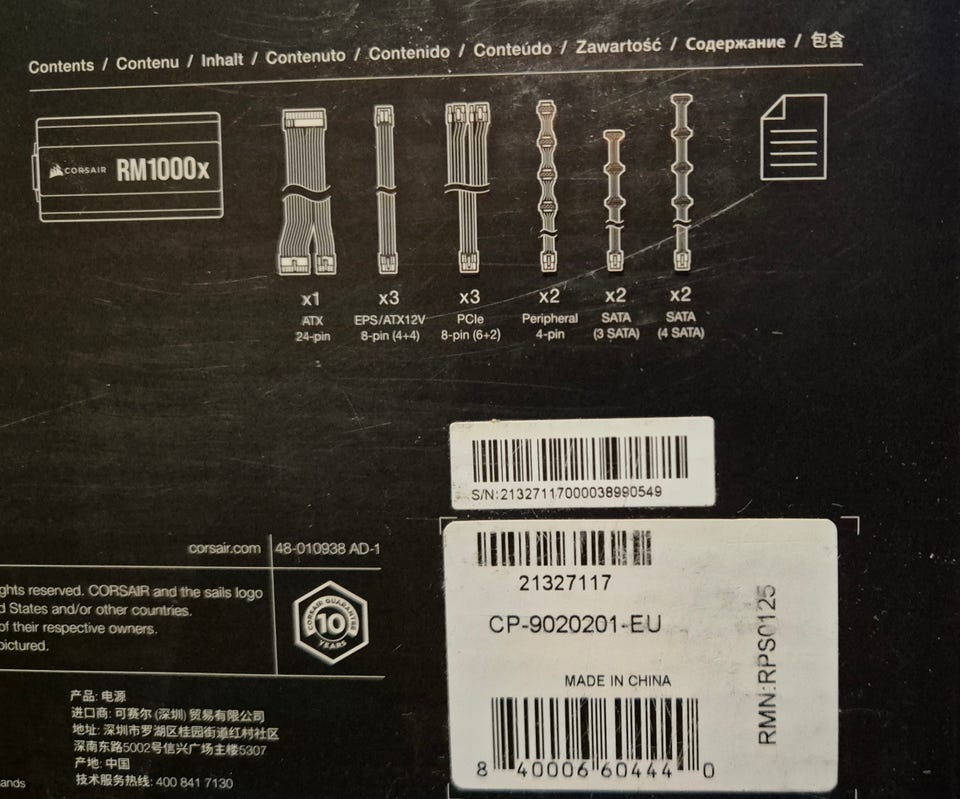 Contents / Contenu / Inhalt / Contenuto / Contenido / Conteúdo / Zawartość / Содержание / 包含
CORSAIR RM1000x
x1
ATX
24-pin
x3
EPS/ATX12V
8-pin (4+4)
x3
PCIe
8-pin (6+2)
x2
Peripheral
4-pin
x2
SATA
(3 SATA)
x2
SATA
(4 SATA)
S/N:21327117000038990549
corsair.com
48-010938 AD-1
ghts reserved. CORSAIR and the sails logo
d States and/or other countries.
of their respective owners.
pictured.
CORSAIR GUARANTEE
10
YEARS
21327117
CP-9020201-EU
MADE IN CHINA
8 40006 60444 0
RMN:RPS0125
产品: 电源
进口商: 可赛尔 (深圳) 贸易有限公司
地址: 深圳市罗湖区桂园街道红村社区
深南东路5002号信兴广场主楼5307
产地: 中国
技术服务热线: 400 841 7130
ands